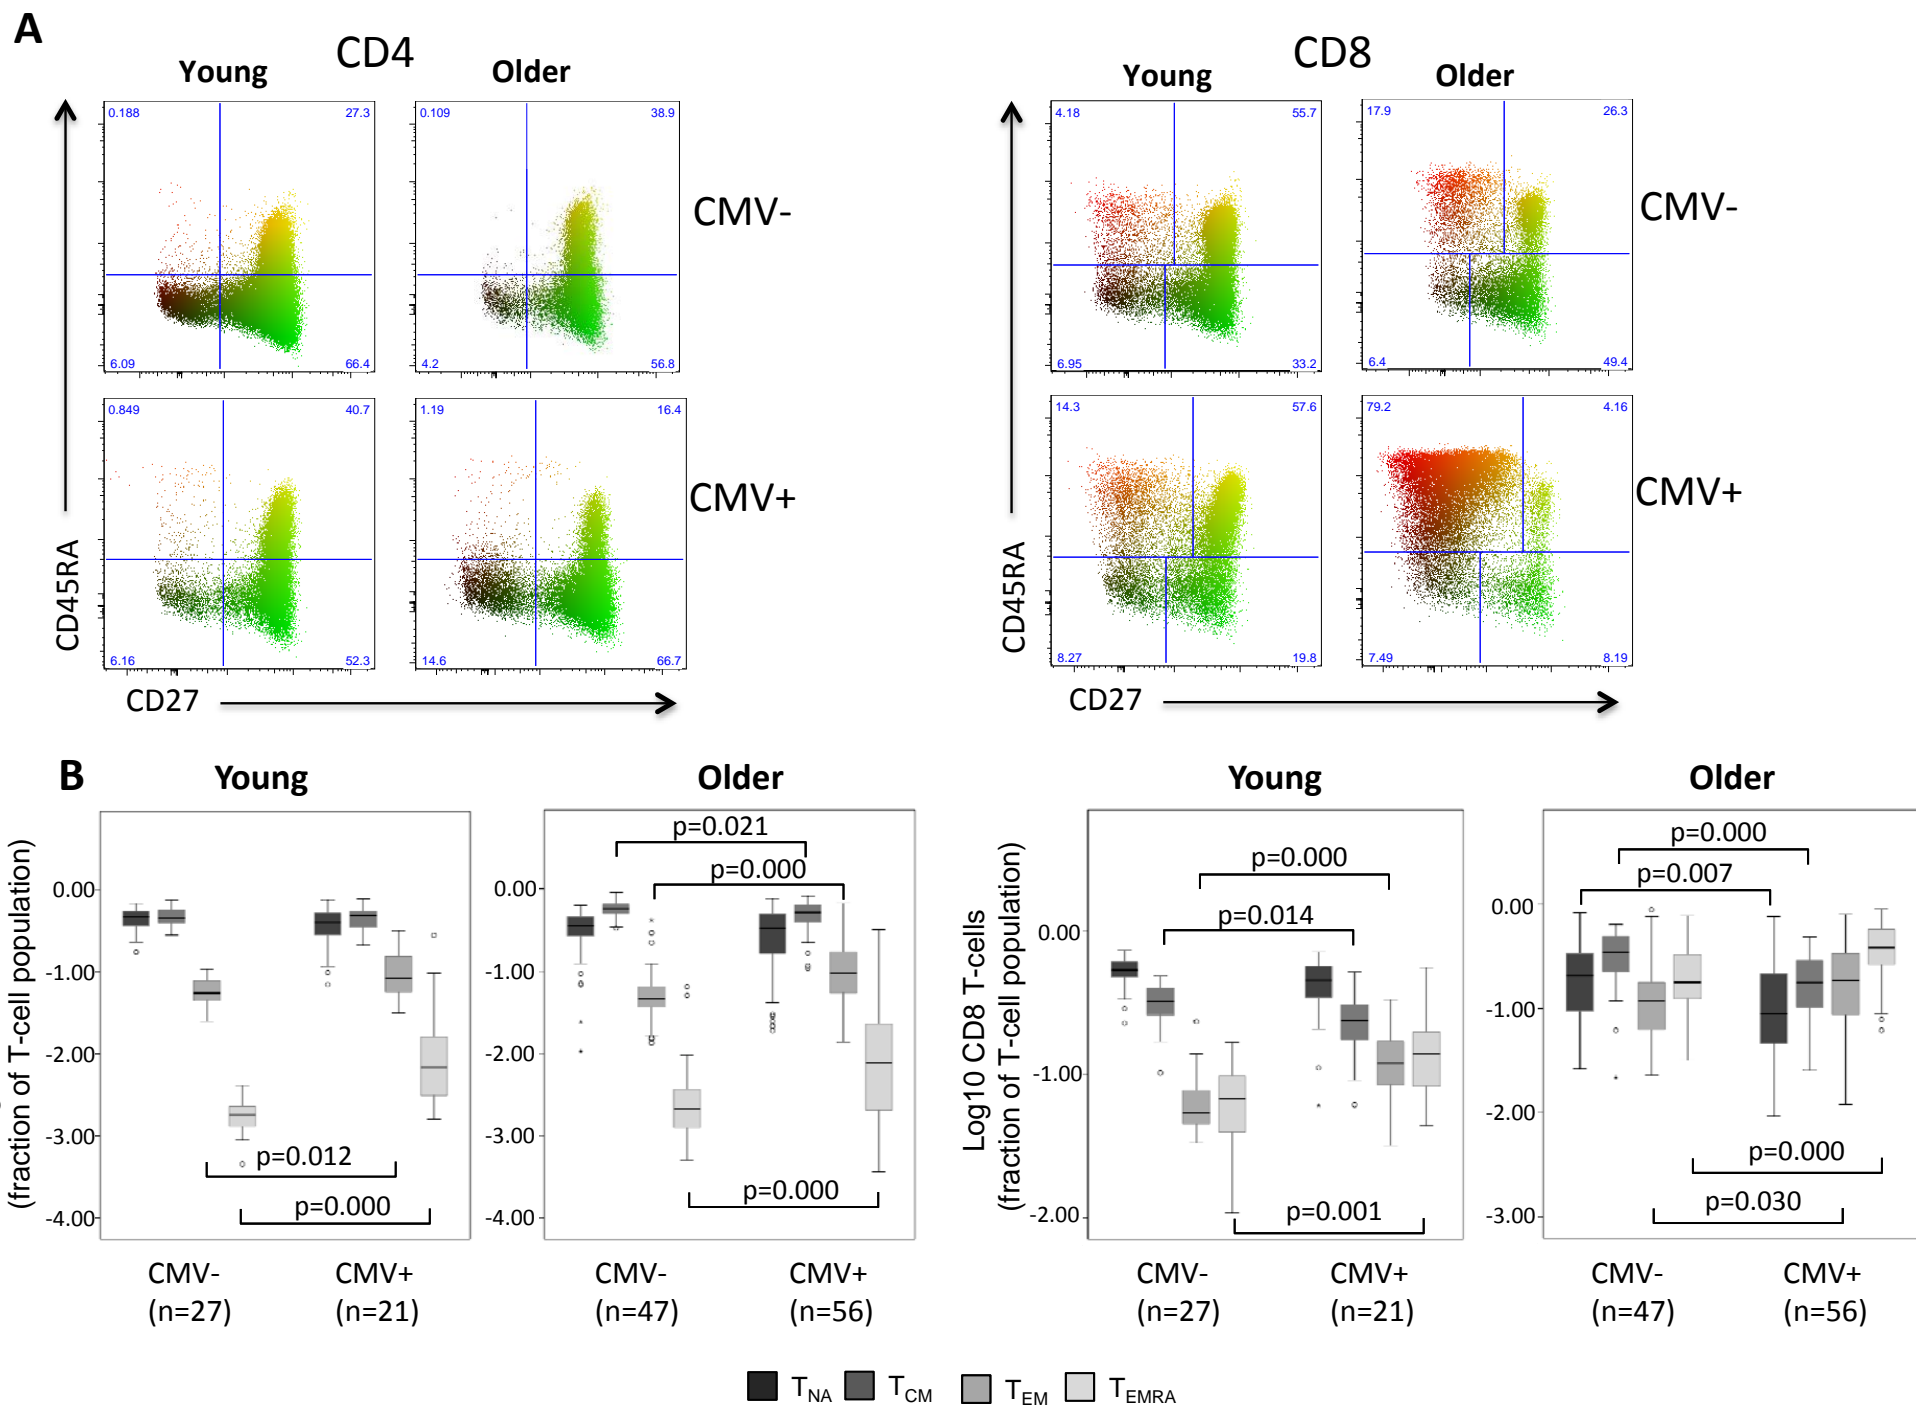 A
CD4
Young
Older
CD8
Young
Older
0.188
27.3
6.09
66.4
0.109
38.9
4.2
56.8
CMV-
4.18
55.7
6.95
33.2
17.9
26.3
6.4
49.4
CMV-
0.849
40.7
6.16
52.3
1.19
16.4
14.6
66.7
CMV+
14.3
57.6
8.27
19.8
79.2
4.16
7.49
8.19
CMV+
CD45RA
CD27
CD45RA
CD27
B
Young
Older
Young
Older
(fraction of T-cell population)
0.00
-1.00
-2.00
-3.00
-4.00
p=0.012
p=0.000
CMV-
(n=27)
CMV+
(n=21)
0.00
-1.00
-2.00
-3.00
-4.00
p=0.021
p=0.000
p=0.000
CMV-
(n=47)
CMV+
(n=56)
Log10 CD8 T-cells
(fraction of T-cell population)
0.00
-1.00
-2.00
p=0.000
p=0.014
p=0.001
CMV-
(n=27)
CMV+
(n=21)
0.00
-1.00
-2.00
-3.00
p=0.000
p=0.007
p=0.000
p=0.030
CMV-
(n=47)
CMV+
(n=56)
TNA TCM TEM TEMRA